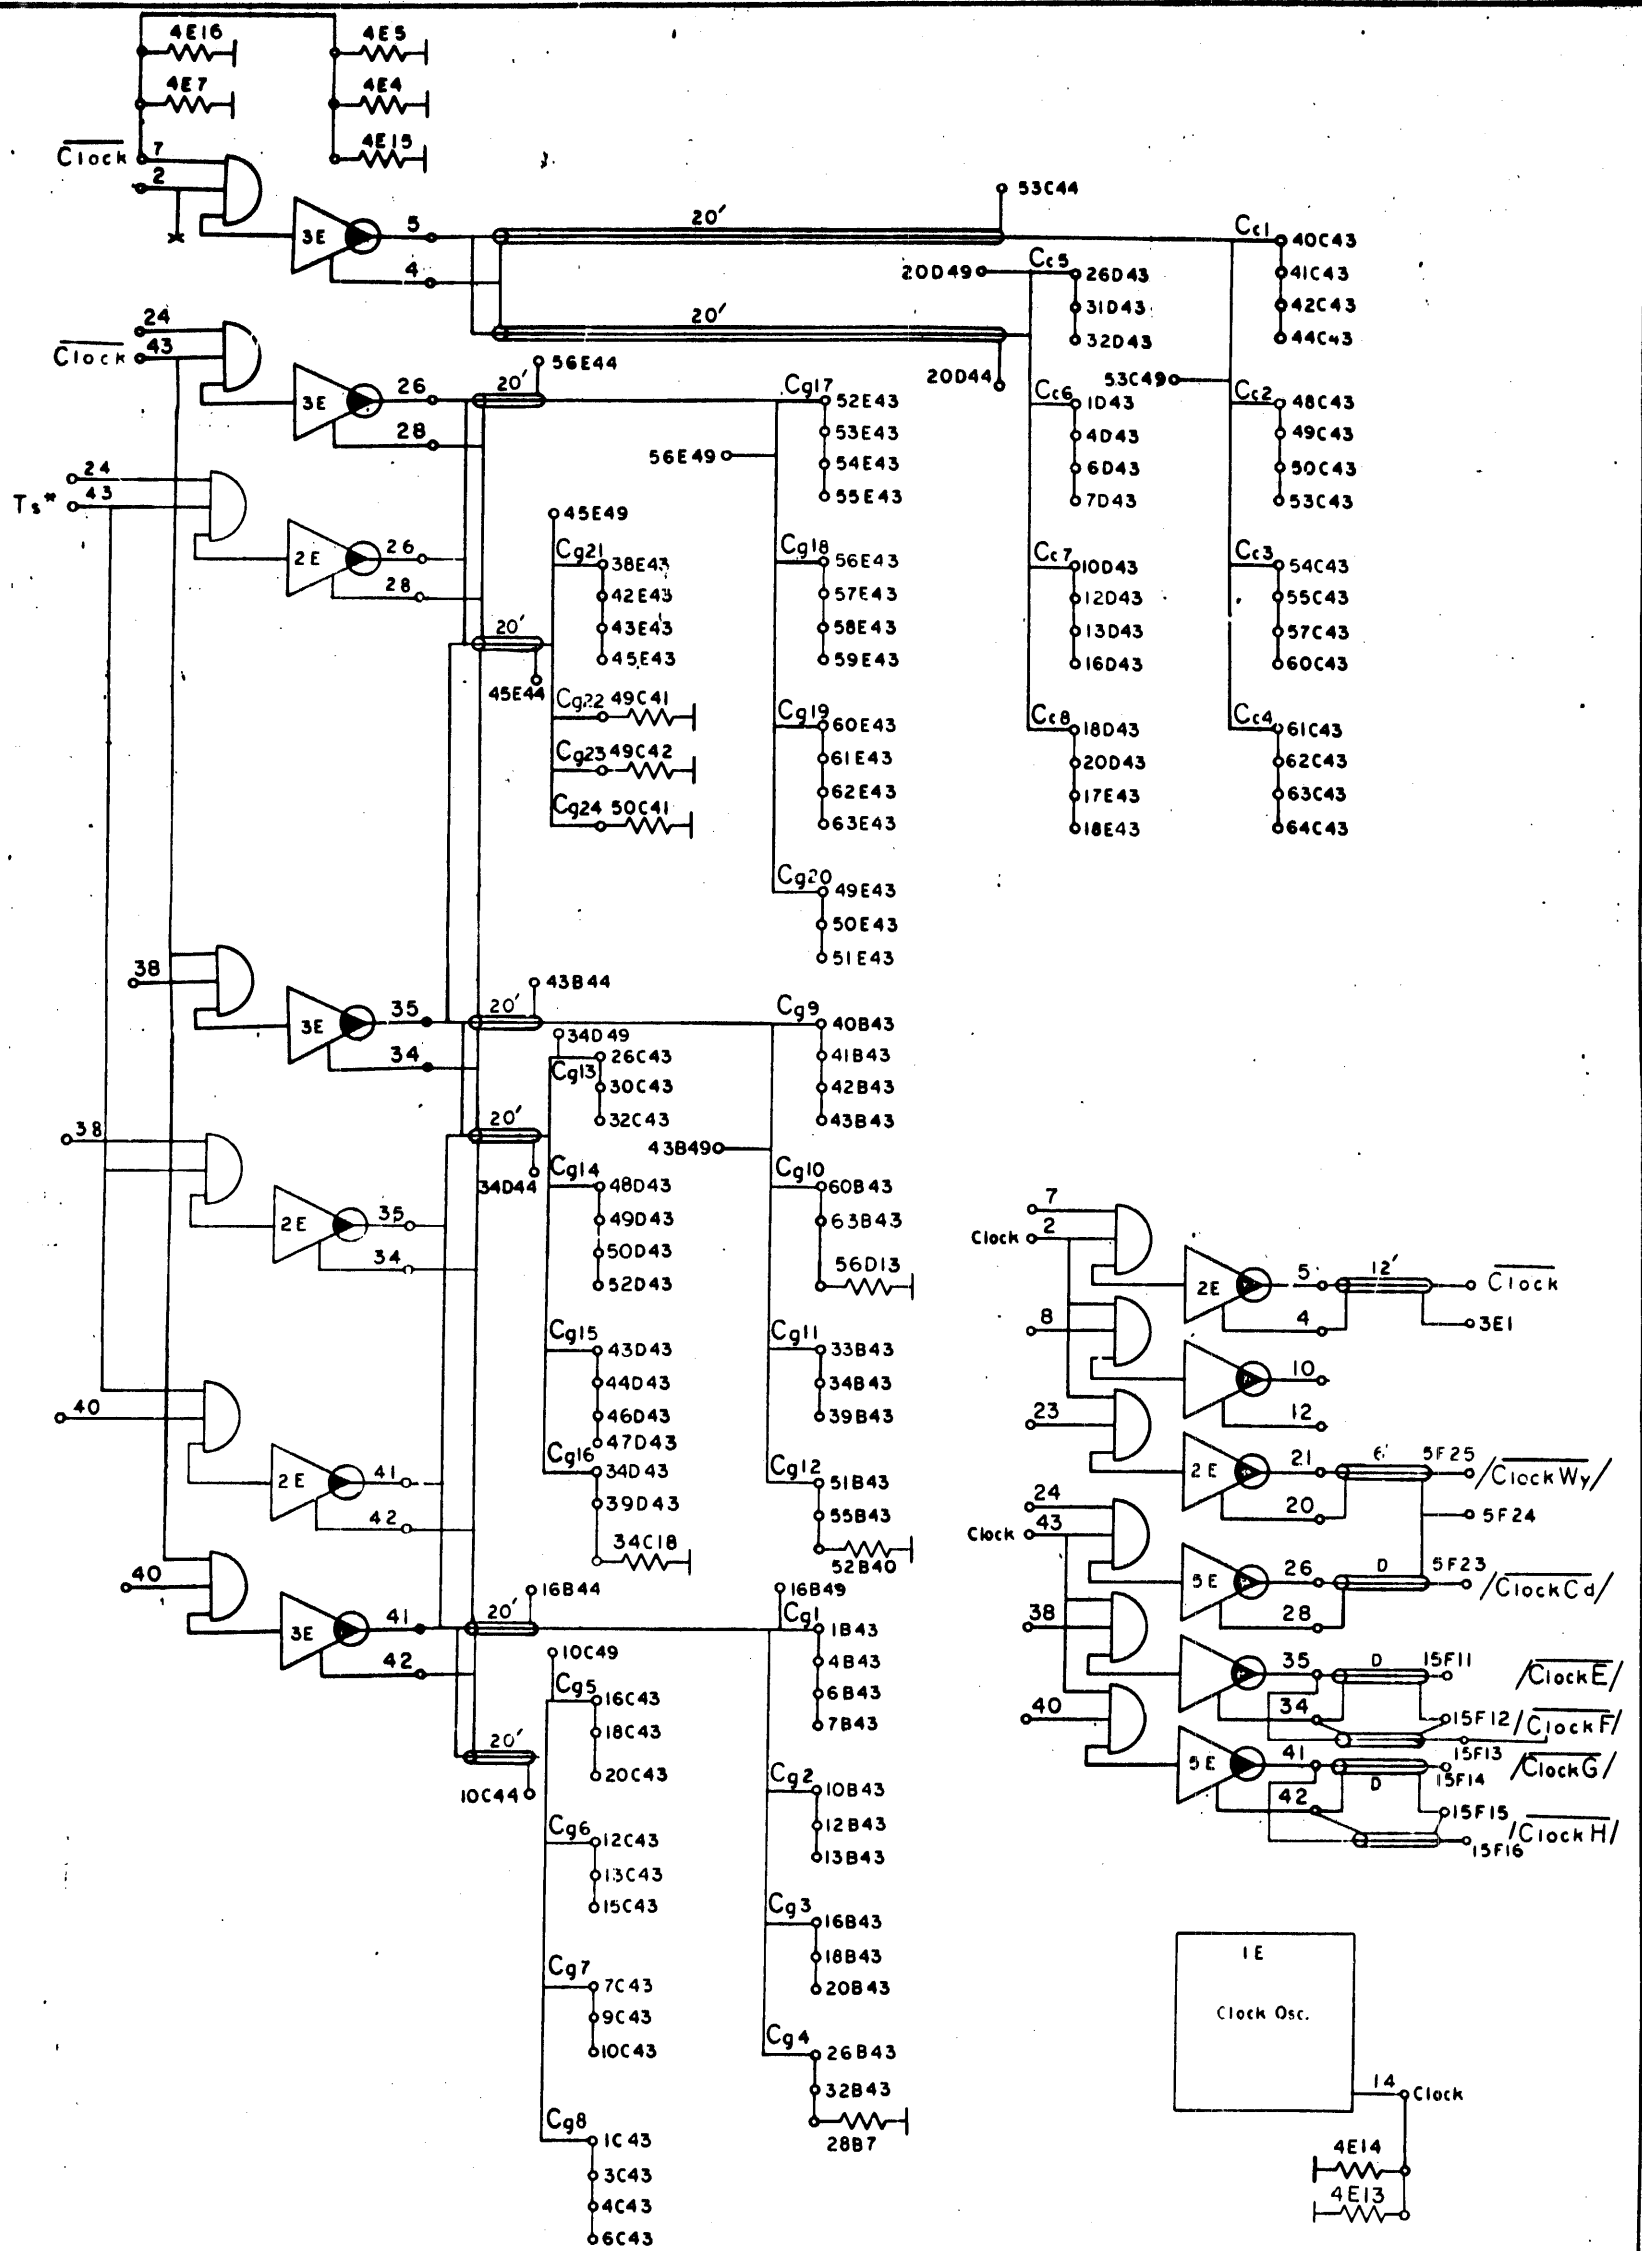 4E16
4E5
4E7
4E4
4E15
Clock 7
2
3E
5
4
20'
53C44
Cc1
40C43
41C43
42C43
44C43
20D49
Cc5
26D43
31D43
32D43
20'
20D44
53C49
24
Clock 43
3E
26
28
20'
56E44
Cg17
52E43
53E43
54E43
55E43
56E49
Cc6
1D43
4D43
6D43
7D43
Cc2
48C43
49C43
50C43
53C43
24
Ts* 43
2E
26
28
45E49
Cg21
38E43
42E43
43E43
45E43
20'
45E44
Cg22 49C41
Cg23 49C42
Cg24 50C41
Cg18
56E43
57E43
58E43
59E43
Cc7
10D43
12D43
13D43
16D43
Cc3
54C43
55C43
57C43
60C43
Cg19
60E43
61E43
62E43
63E43
Cc8
18D43
20D43
17E43
18E43
Cc4
61C43
62C43
63C43
64C43
Cg20
49E43
50E43
51E43
38
3E
35
34
20'
43B44
34D49
Cg13
26C43
30C43
32C43
Cg9
40B43
41B43
42B43
43B43
20'
34D44
43B49
38
2E
35
34
Cg14
48D43
49D43
50D43
52D43
Cg10
60B43
63B43
56D13
Cg15
43D43
44D43
46D43
47D43
Cg11
33B43
34B43
39B43
40
2E
41
42
Cg16
34D43
39D43
34C18
Cg12
51B43
55B43
52B40
40
3E
41
42
20'
16B44
16B49
Cg1
1B43
4B43
6B43
7B43
10C49
Cg5
16C43
18C43
20C43
20'
10C44
Cg2
10B43
12B43
13B43
Cg6
12C43
13C43
15C43
Cg3
16B43
18B43
20B43
Cg7
7C43
9C43
10C43
Cg4
26B43
32B43
28B7
Cg8
1C43
3C43
4C43
6C43
7
Clock 2
2E
5
4
12'
Clock
3E1
8
10
12
23
2E
21
20
6'
5F25
/ClockWy/
5F24
24
Clock 43
5E
26
28
D
5F23
/ClockCd/
38
35
34
D
15F11
/ClockE/
15F12
/ClockF/
15F13
40
5E
41
42
D
15F14
/ClockG/
15F15
/ClockH/
15F16
1E
Clock Osc.
14
Clock
4E14
4E13